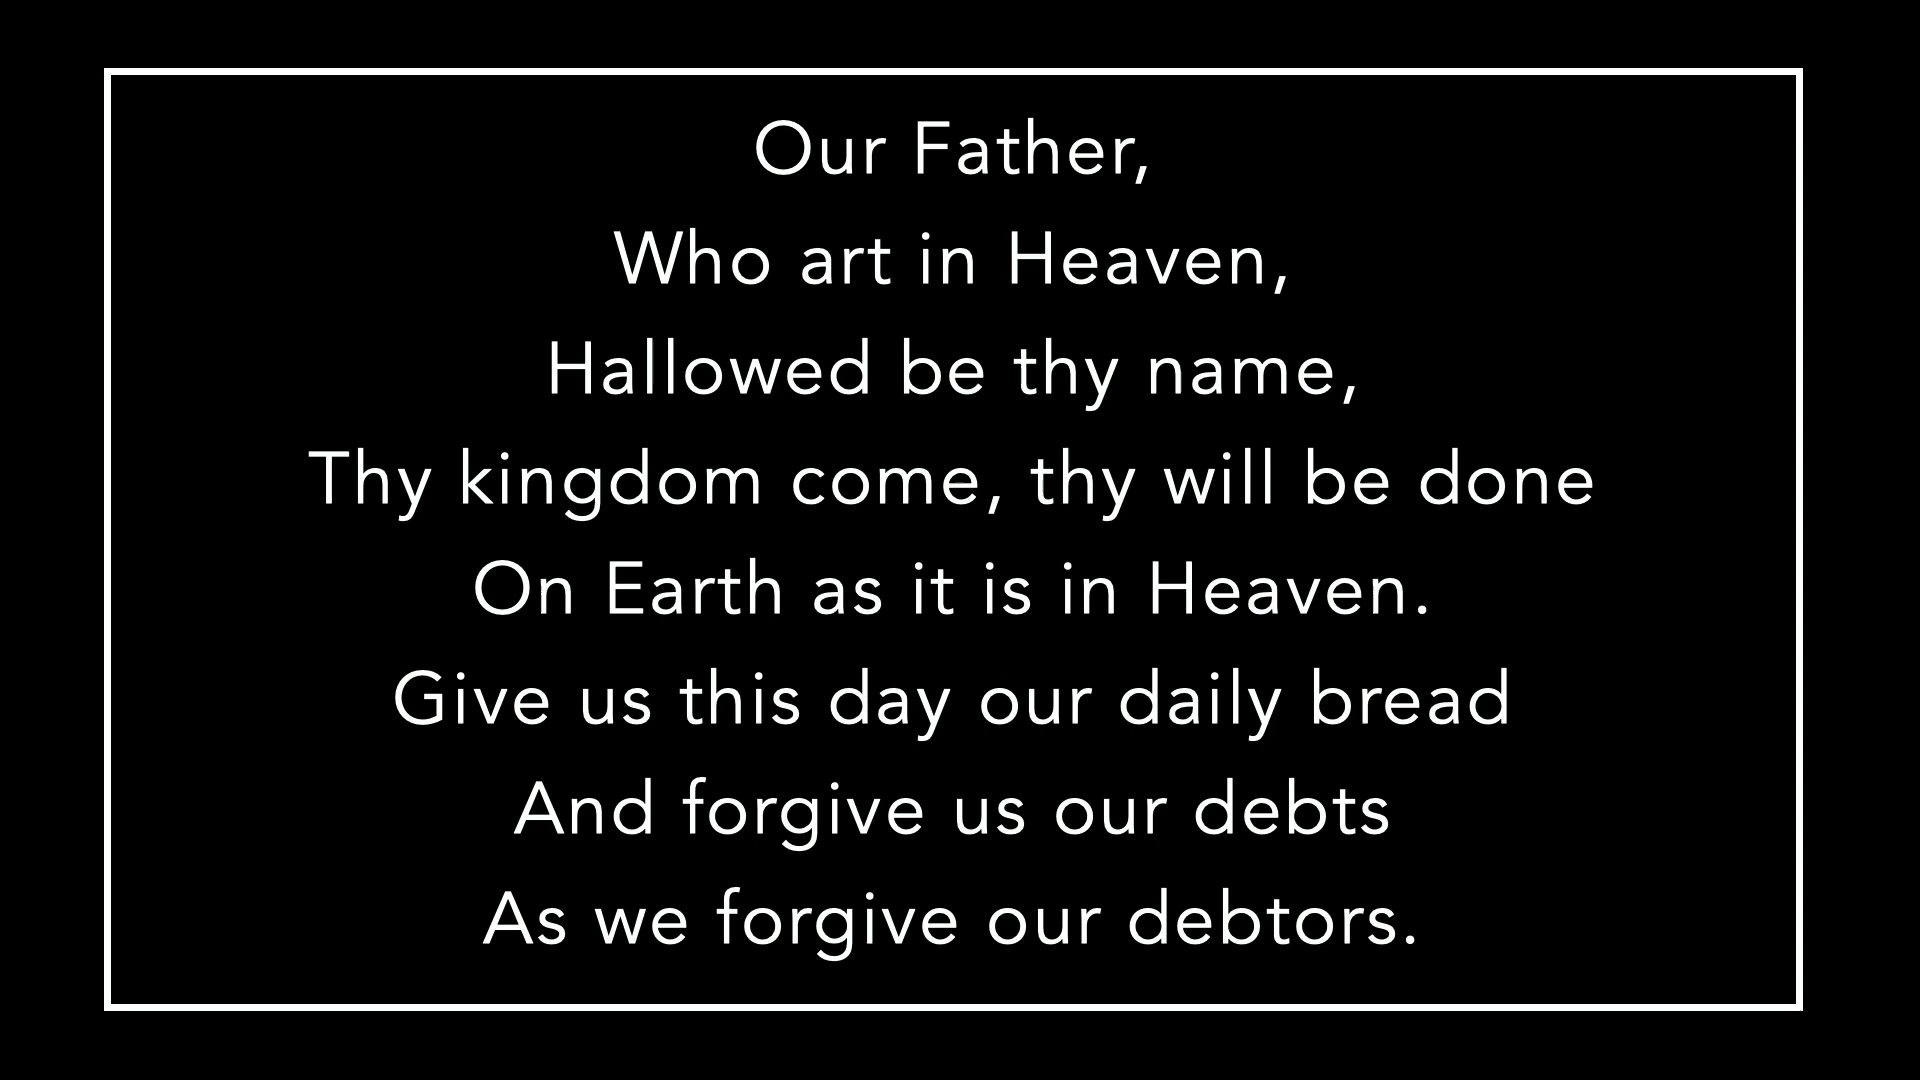 Our Father,
Who art in Heaven,
Hallowed be thy name,
Thy kingdom come, thy will be done
On Earth as it is in Heaven.
Give us this day our daily bread
And forgive us our debts
As we forgive our debtors.